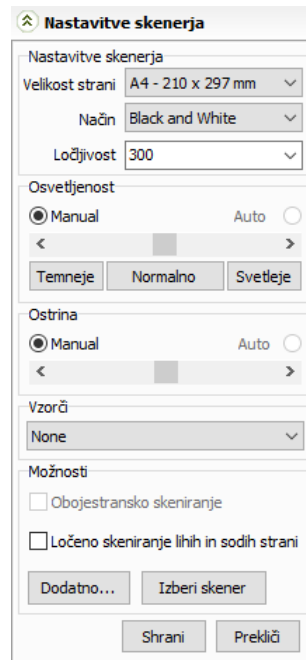 Nastavitve skenerja
Nastavitve skenerja
Velikost strani A4 - 210 x 297 mm
Način Black and White
Ločljivost 300
Osvetljenost
Manual Auto
Temneje Normalno Svetleje
Ostrina
Manual Auto
Vzorči
None
Možnosti
Obojestransko skeniranje
Ločeno skeniranje lihih in sodih strani
Dodatno... Izberi skener
Shrani Prekliči